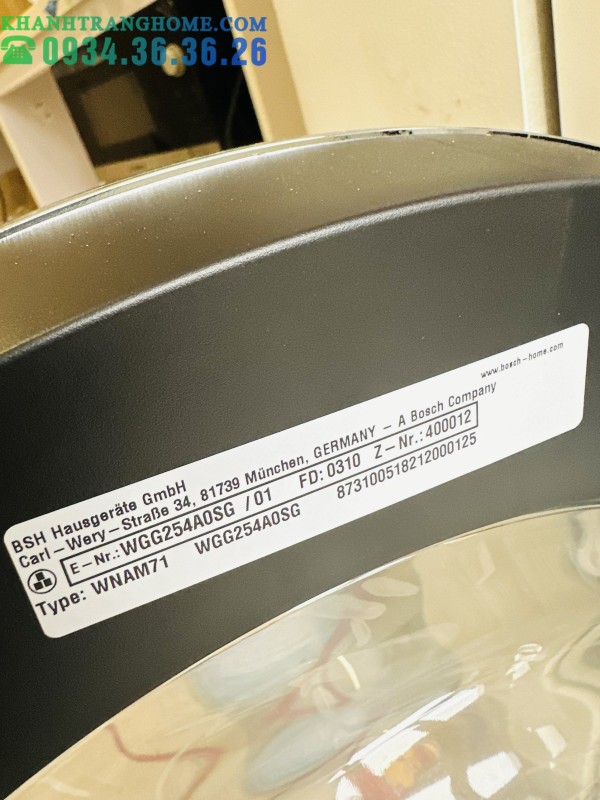 KHANHTRANGHOME.COM
0934.36.36.26
www.bosch-home.com
BSH Hausgeräte GmbH
Carl-Wery-Straße 34, 81739 München, GERMANY - A Bosch Company
E-Nr.: WGG254A0SG /01 FD: 0310 Z-Nr.: 400012
Type: WNAM71 WGG254A0SG 873100518212000125